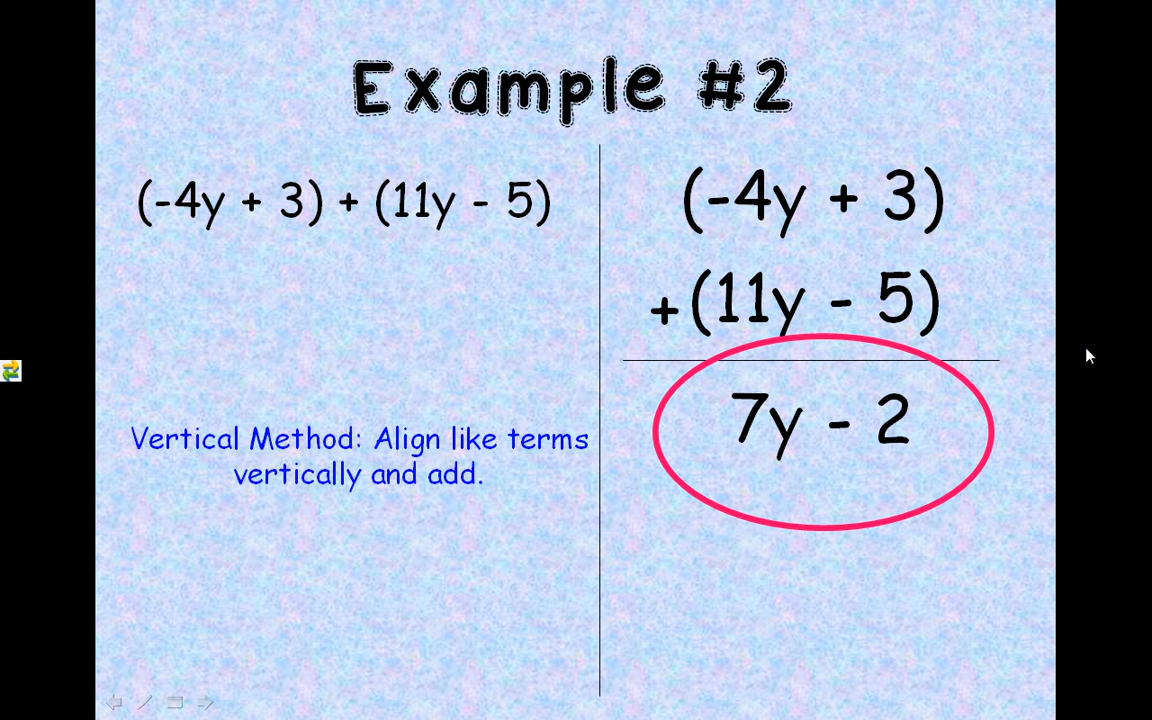 Example #2
(-4y + 3) + (11y - 5)
Vertical Method: Align like terms
vertically and add.
(-4y + 3)
+(11y - 5)
7y - 2